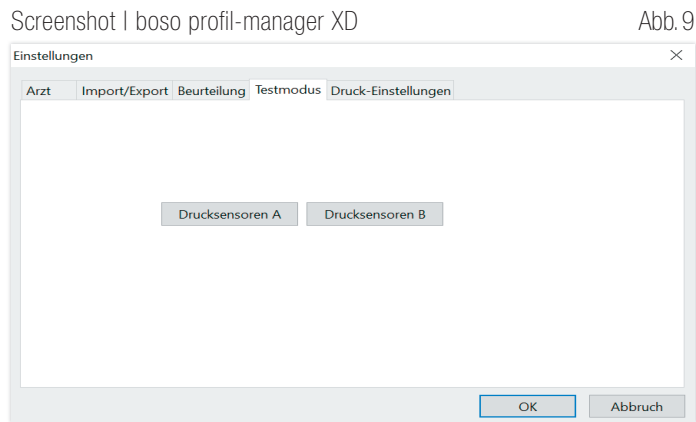 Screenshot | boso profil-manager XD Abb. 9
Einstellungen
Arzt Import/Export Beurteilung Testmodus Druck-Einstellungen
Drucksensoren A Drucksensoren B
OK Abbruch